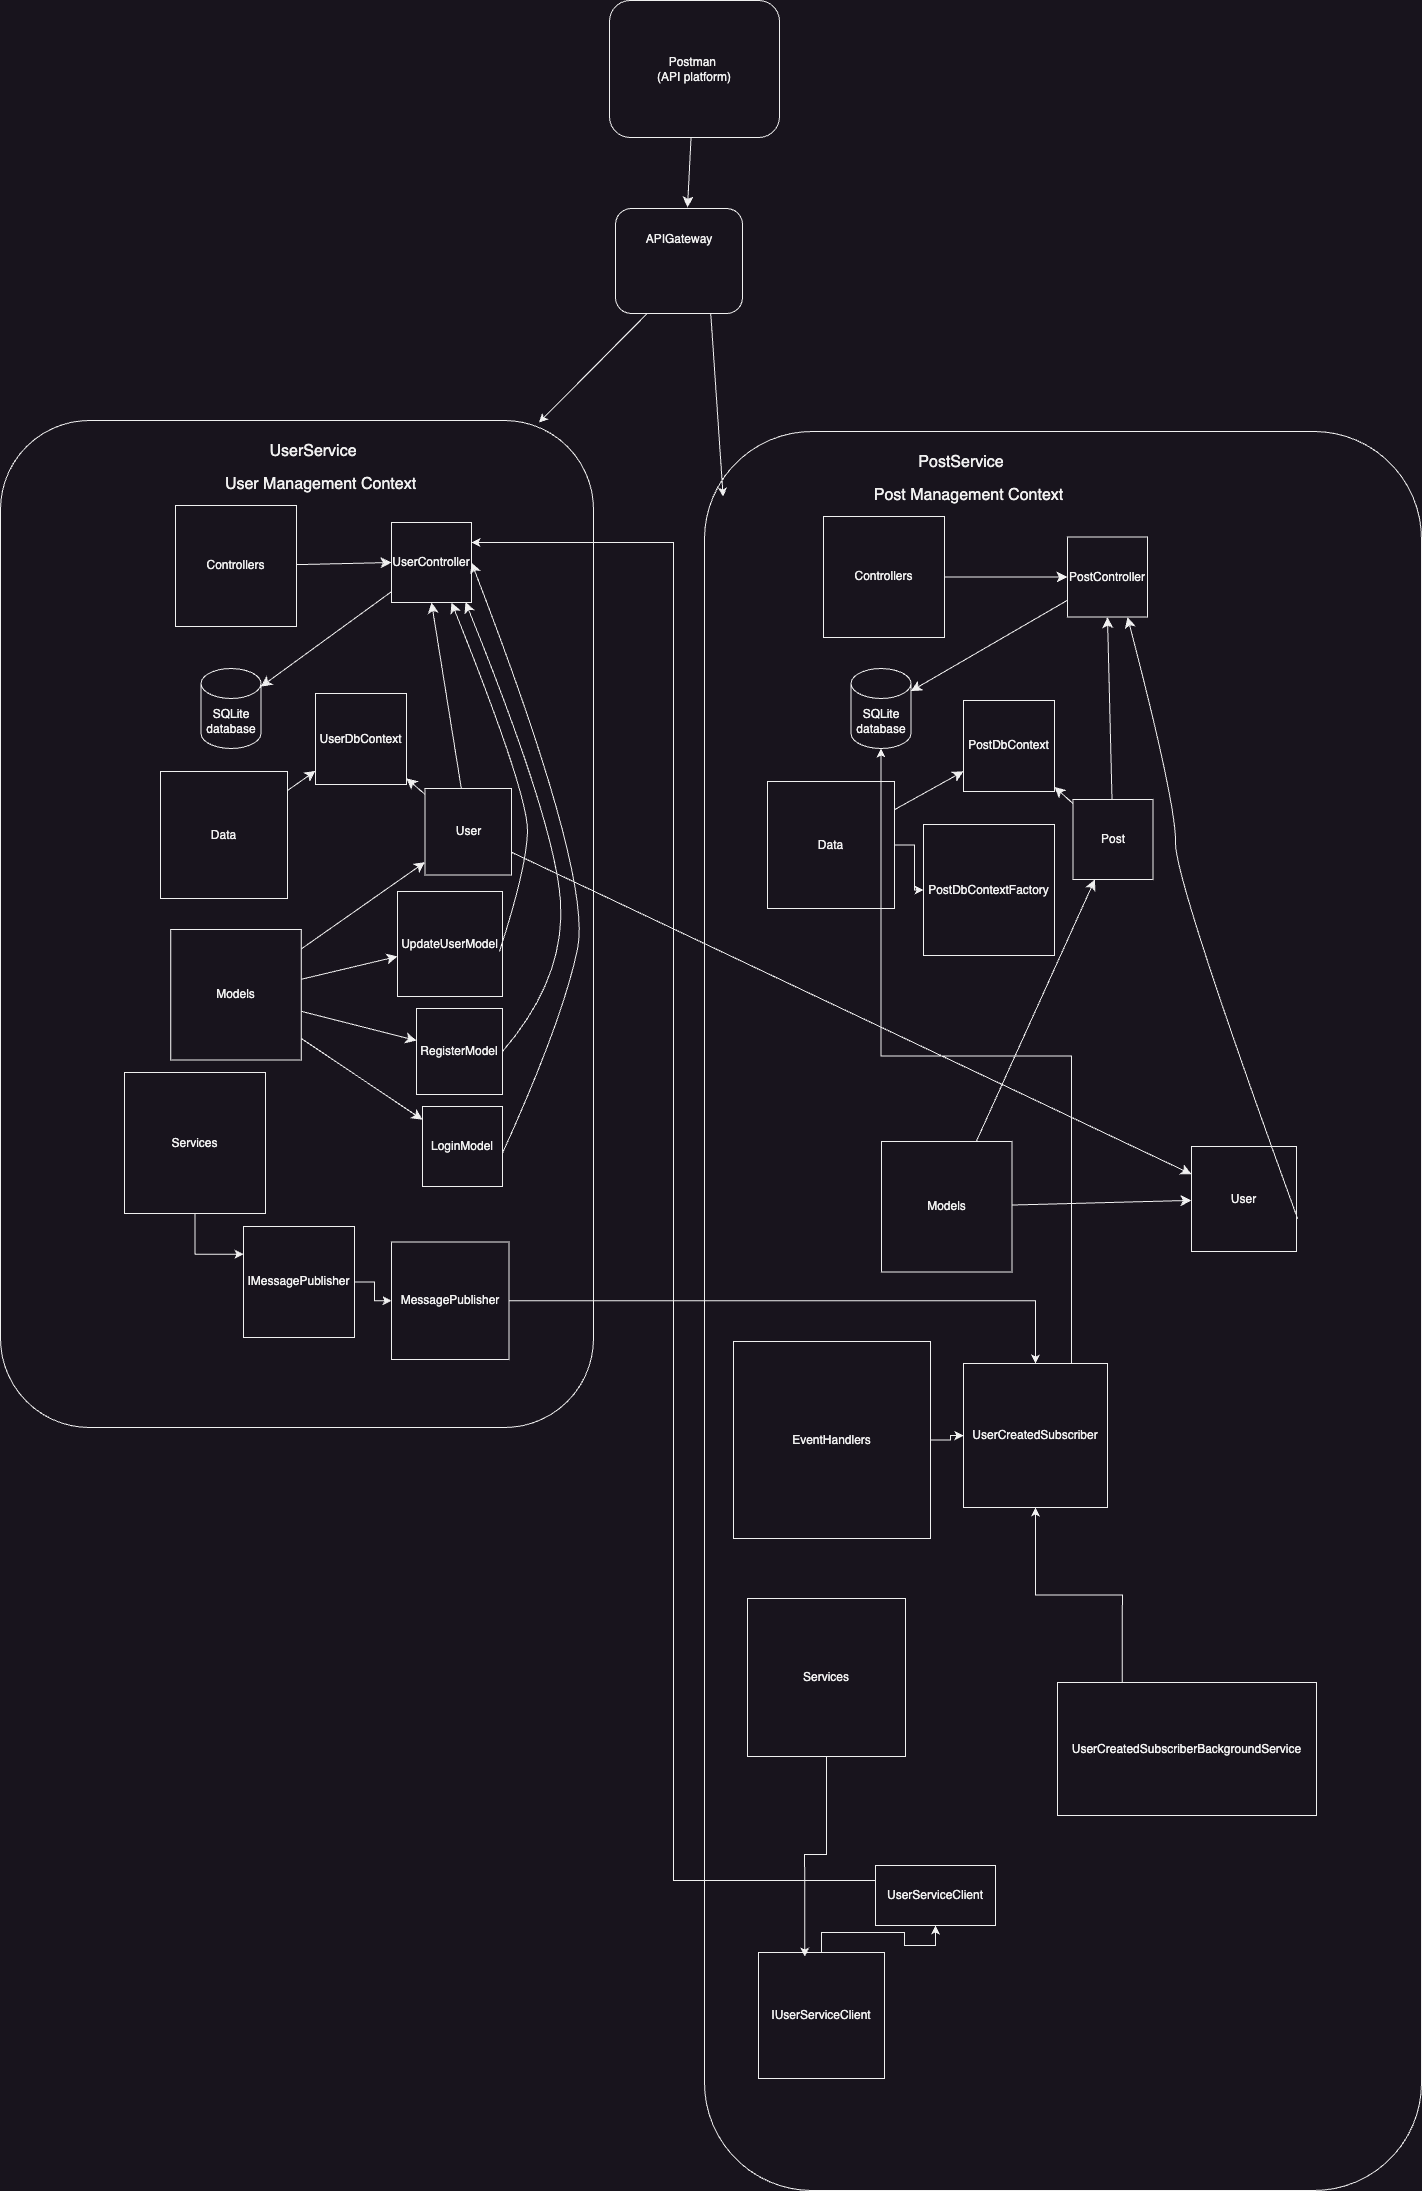 Postman
(API platform)
APIGateway
UserService
User Management Context
Controllers
UserController
SQLite
database
UserDbContext
Data
User
UpdateUserModel
Models
RegisterModel
LoginModel
Services
IMessagePublisher
MessagePublisher
PostService
Post Management Context
Controllers
PostController
SQLite
database
PostDbContext
Data
Post
PostDbContextFactory
Models
User
EventHandlers
UserCreatedSubscriber
Services
UserCreatedSubscriberBackgroundService
UserServiceClient
IUserServiceClient